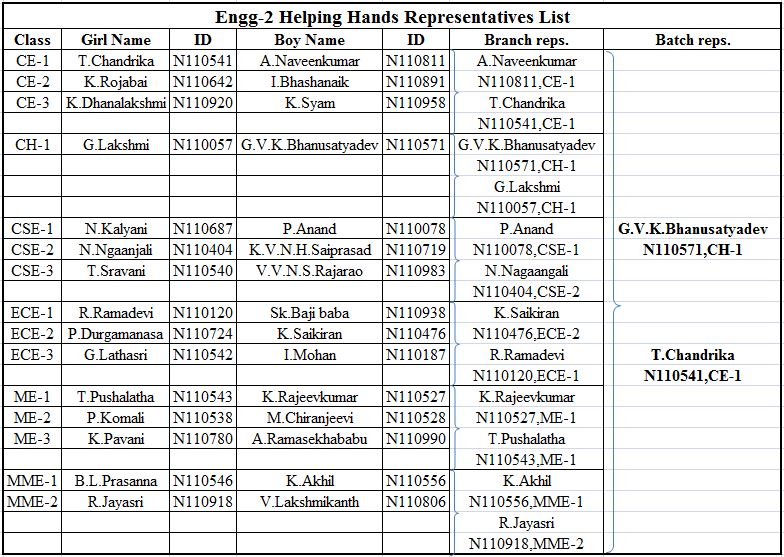 Engg-2 Helping Hands Representatives List
Class Girl Name ID Boy Name ID Branch reps. Batch reps.
CE-1 T.Chandrika N110541 A.Naveenkumar N110811 A.Naveenkumar
CE-2 K.Rojabai N110642 I.Bhashanaik N110891 N110811,CE-1
CE-3 K.Dhanalakshmi N110920 K.Syam N110958 T.Chandrika
N110541,CE-1
CH-1 G.Lakshmi N110057 G.V.K.Bhanusatyadev N110571 G.V.K.Bhanusatyadev
N110571,CH-1
G.Lakshmi
N110057,CH-1
CSE-1 N.Kalyani N110687 P.Anand N110078 P.Anand G.V.K.Bhanusatyadev
CSE-2 N.Ngaanjali N110404 K.V.N.H.Saiprasad N110719 N110078,CSE-1 N110571,CH-1
CSE-3 T.Sravani N110540 V.V.N.S.Rajarao N110983 N.Nagaangali
N110404,CSE-2
ECE-1 R.Ramadevi N110120 Sk.Baji baba N110938 K.Saikiran
ECE-2 P.Durgamanasa N110724 K.Saikiran N110476 N110476,ECE-2
ECE-3 G.Lathasri N110542 I.Mohan N110187 R.Ramadevi T.Chandrika
N110120,ECE-1 N110541,CE-1
ME-1 T.Pushalatha N110543 K.Rajeevkumar N110527 K.Rajeevkumar
ME-2 P.Komali N110538 M.Chiranjeevi N110528 N110527,ME-1
ME-3 K.Pavani N110780 A.Ramasekhababu N110990 T.Pushalatha
N110543,ME-1
MME-1 B.L.Prasanna N110546 K.Akhil N110556 K.Akhil
MME-2 R.Jayasri N110918 V.Lakshmikanth N110806 N110556,MME-1
R.Jayasri
N110918,MME-2